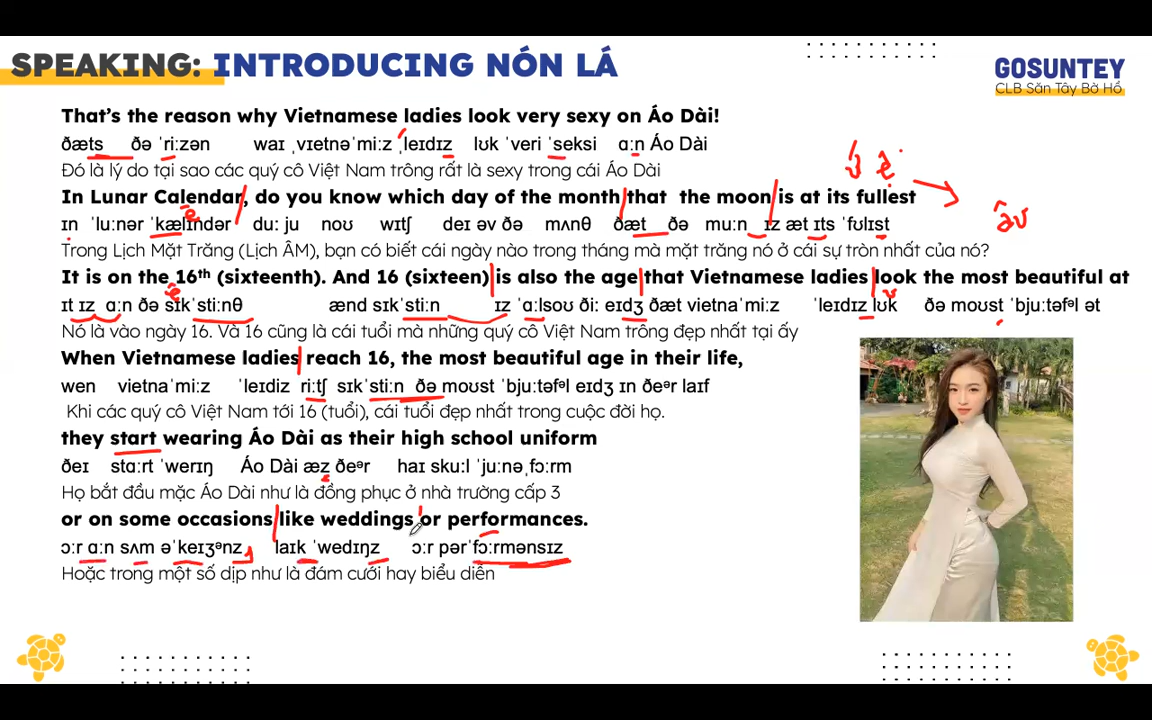 SPEAKING: INTRODUCING NÓN LÁ
GOSUNTEY
CLB Săn Tây Bờ Hồ
That's the reason why Vietnamese ladies look very sexy on Áo Dài!
ðæts ðə ˈriːzən waɪ ˌvɪetnəˈmiːz ˈleɪdɪz lʊk ˈveri ˈseksi ɑːn Áo Dài
Đó là lý do tại sao các quý cô Việt Nam trông rất là sexy trong cái Áo Dài
In Lunar Calendar, do you know which day of the month that the moon is at its fullest
ɪn ˈluːnər ˈkælɪndər duː ju noʊ wɪtʃ deɪ əv ðə mʌnθ ðæt ðə muːn ɪz æt ɪts ˈfʊlɪst
Trong Lịch Mặt Trăng (Lịch ÂM), bạn có biết cái ngày nào trong tháng mà mặt trăng nó ở cái sự tròn nhất của nó?
It is on the 16th (sixteenth). And 16 (sixteen) is also the age that Vietnamese ladies look the most beautiful at
ɪt ɪz ɑːn ðə sɪkˈstiːnθ ænd sɪkˈstiːn ɪz ˈɑːlsoʊ ðiː eɪdʒ ðæt vietnaˈmiːz ˈleɪdɪz lʊk ðə moʊst ˈbjuːtəfᵊl ət
Nó là vào ngày 16. Và 16 cũng là cái tuổi mà những quý cô Việt Nam trông đẹp nhất tại ấy
When Vietnamese ladies reach 16, the most beautiful age in their life,
wen vietnaˈmiːz ˈleɪdiz riːtʃ sɪkˈstiːn ðə moʊst ˈbjuːtəfᵊl eɪdʒ ɪn ðeᵊr laɪf
Khi các quý cô Việt Nam tới 16 (tuổi), cái tuổi đẹp nhất trong cuộc đời họ.
they start wearing Áo Dài as their high school uniform
ðeɪ stɑːrt ˈwerɪŋ Áo Dài æz ðeᵊr haɪ skuːl ˈjuːnəˌfɔːrm
Họ bắt đầu mặc Áo Dài như là đồng phục ở nhà trường cấp 3
or on some occasions like weddings or performances.
ɔːr ɑːn sʌm əˈkeɪʒᵊnz laɪk ˈwedɪŋz ɔːr pərˈfɔːrmənsɪz
Hoặc trong một số dịp như là đám cưới hay biểu diễn